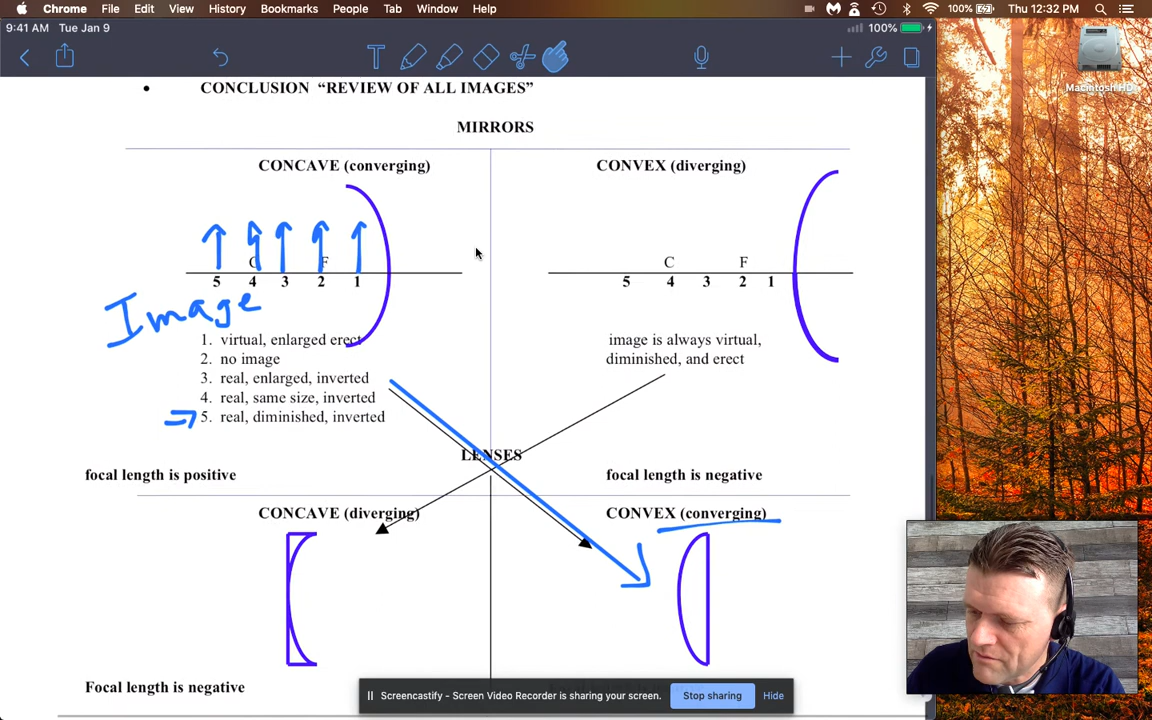 Chrome File Edit View History Bookmarks People Tab Window Help 100% Thu 12:32 PM
9:41 AM Tue Jan 9 100%
Macintosh HD
• CONCLUSION “REVIEW OF ALL IMAGES”
MIRRORS
CONCAVE (converging)
CONVEX (diverging)
C F
5 4 3 2 1
C F
5 4 3 2 1
Image
1. virtual, enlarged erect
2. no image
3. real, enlarged, inverted
4. real, same size, inverted
5. real, diminished, inverted
image is always virtual,
diminished, and erect
LENSES
focal length is positive
focal length is negative
CONCAVE (diverging)
CONVEX (converging)
Focal length is negative
Screencastify - Screen Video Recorder is sharing your screen. Stop sharing Hide